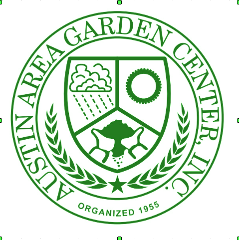 AUSTIN AREA GARDEN CENTER, INC.
ORGANIZED 1955